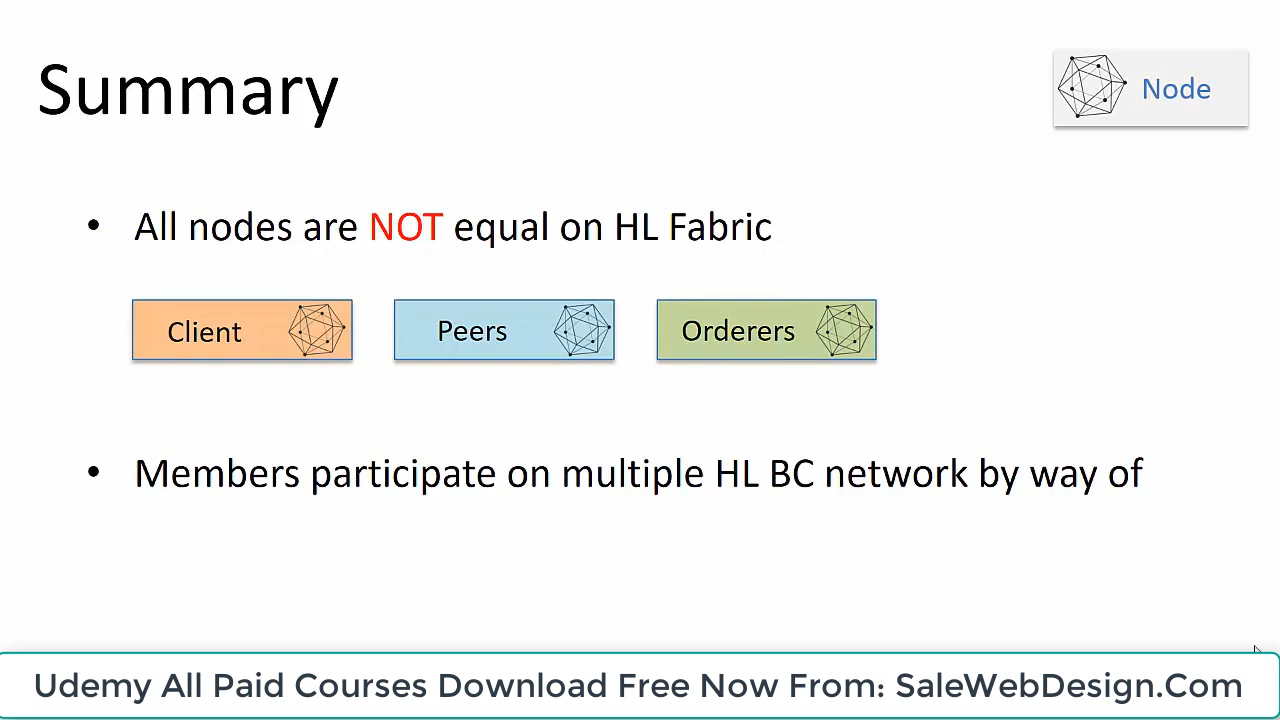 Summary
Node
• All nodes are NOT equal on HL Fabric
Client
Peers
Orderers
• Members participate on multiple HL BC network by way of
Udemy All Paid Courses Download Free Now From: SaleWebDesign.Com